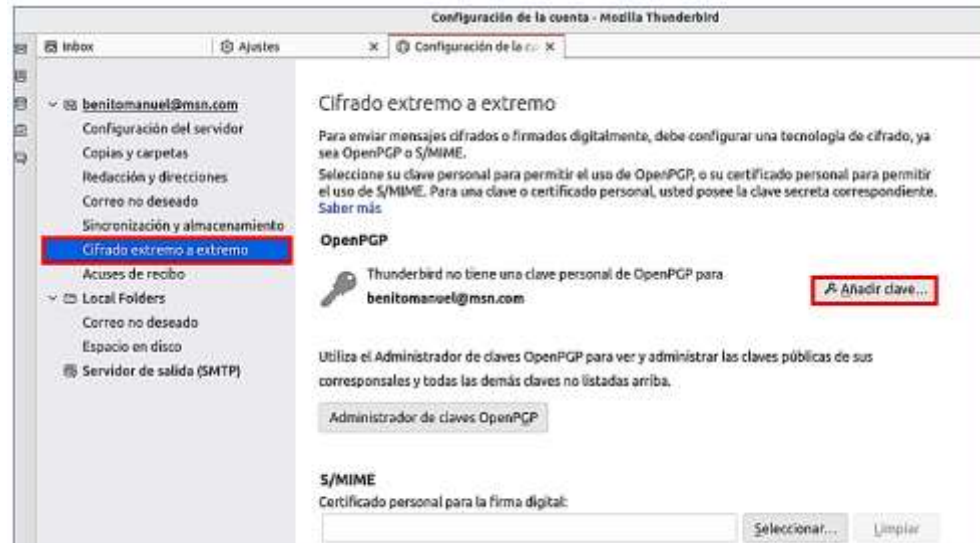 Configuración de la cuenta - Mozilla Thunderbird
Inbox
Ajustes
Configuración de la
benitomanuel@msn.com
Configuración del servidor
Copias y carpetas
Redacción y direcciones
Correo no deseado
Sincronización y almacenamiento
Cifrado extremo a extremo
Acuses de recibo
Local Folders
Correo no deseado
Espacio en disco
Servidor de salida (SMTP)
Cifrado extremo a extremo
Para enviar mensajes cifrados o firmados digitalmente, debe configurar una tecnología de cifrado, ya
sea OpenPGP o S/MIME.
Seleccione su clave personal para permitir el uso de OpenPGP, o su certificado personal para permitir
el uso de S/MIME. Para una clave o certificado personal, usted posee la clave secreta correspondiente.
Saber más
OpenPGP
Thunderbird no tiene una clave personal de OpenPGP para
benitomanuel@msn.com
Añadir clave...
Utiliza el Administrador de claves OpenPGP para ver y administrar las claves públicas de sus
corresponsales y todas las demás claves no listadas arriba.
Administrador de claves OpenPGP
S/MIME
Certificado personal para la firma digital:
Seleccionar...
Limpiar